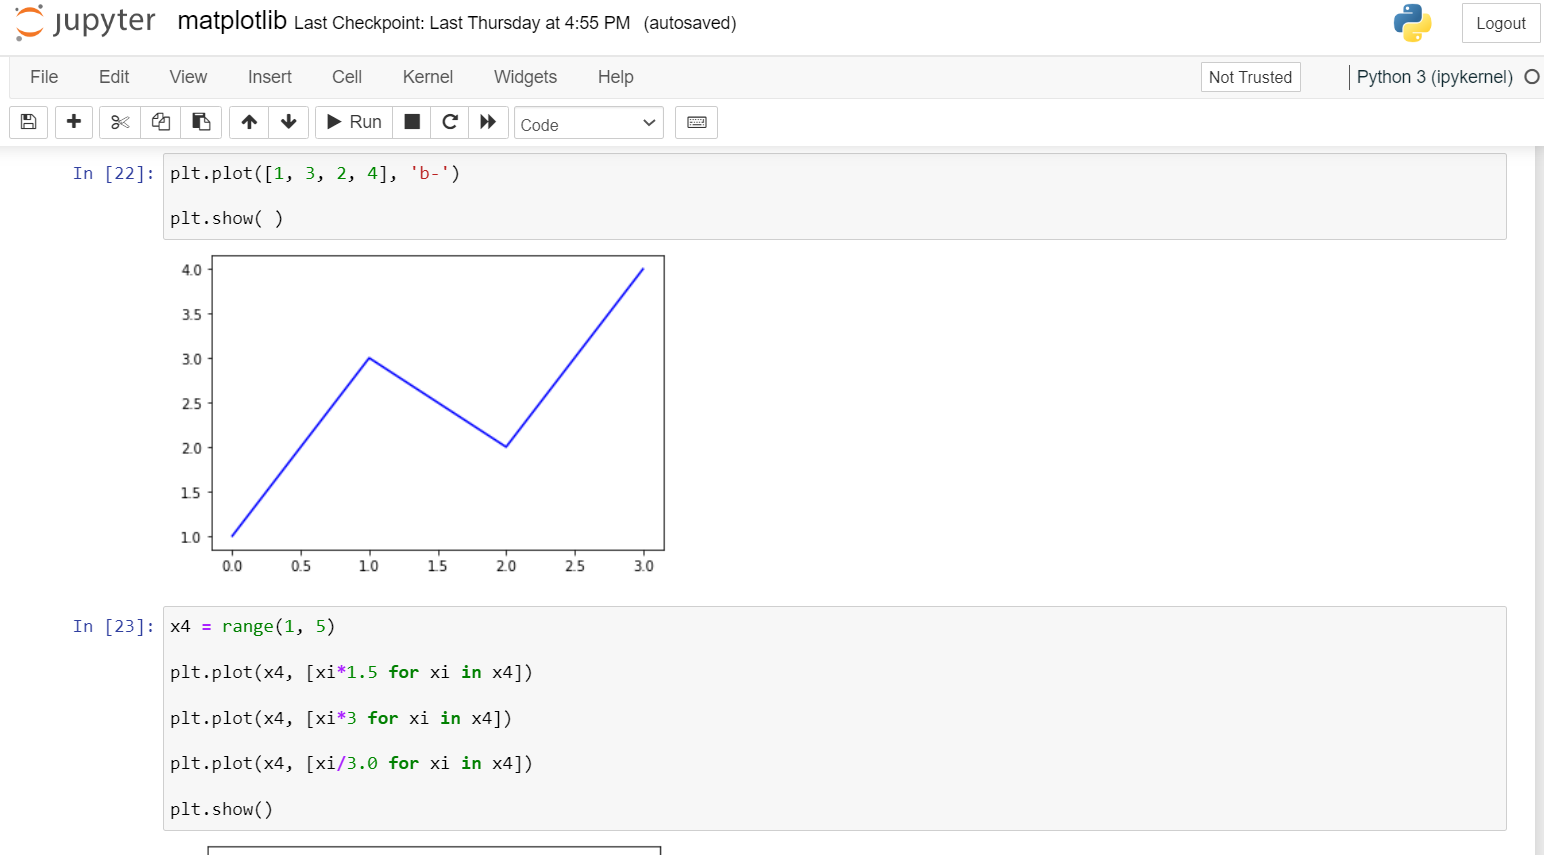 jupyter matplotlib Last Checkpoint: Last Thursday at 4:55 PM (autosaved) Logout
File Edit View Insert Cell Kernel Widgets Help Not Trusted Python 3 (ipykernel)
Run Code
In [22]: plt.plot([1, 3, 2, 4], 'b-')
plt.show( )
4.0
3.5
3.0
2.5
2.0
1.5
1.0
0.0 0.5 1.0 1.5 2.0 2.5 3.0
In [23]: x4 = range(1, 5)
plt.plot(x4, [xi*1.5 for xi in x4])
plt.plot(x4, [xi*3 for xi in x4])
plt.plot(x4, [xi/3.0 for xi in x4])
plt.show()